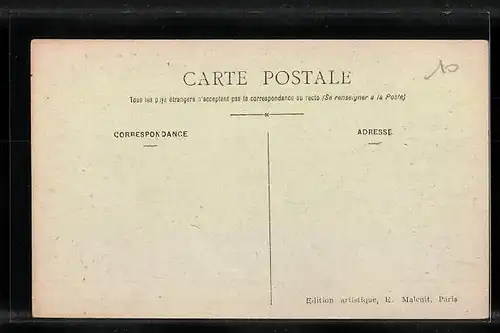 CARTE POSTALE
10
Tous les pays étrangers n'acceptent pas la correspondance au recto (Se renseigner à la Poste)
CORRESPONDANCE
ADRESSE
Edition artistique, E. Malcuit, Paris